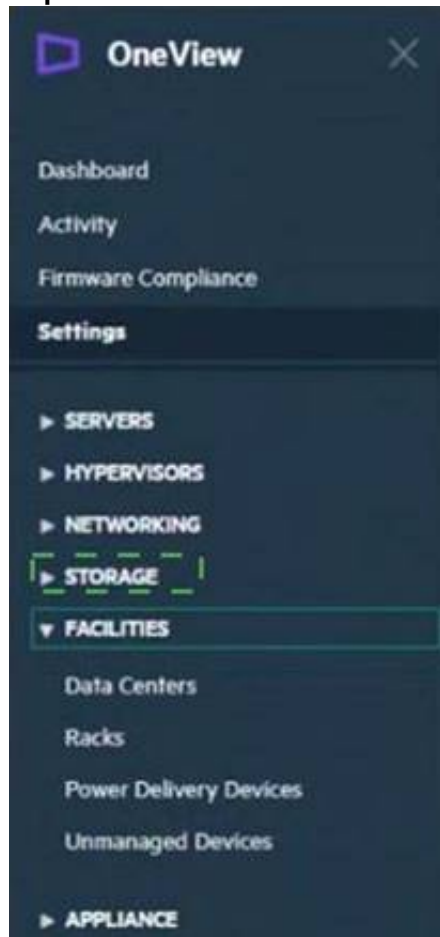 OneView
Dashboard
Activity
Firmware Compliance
Settings
SERVERS
HYPERVISORS
NETWORKING
STORAGE
FACILITIES
Data Centers
Racks
Power Delivery Devices
Unmanaged Devices
APPLIANCE